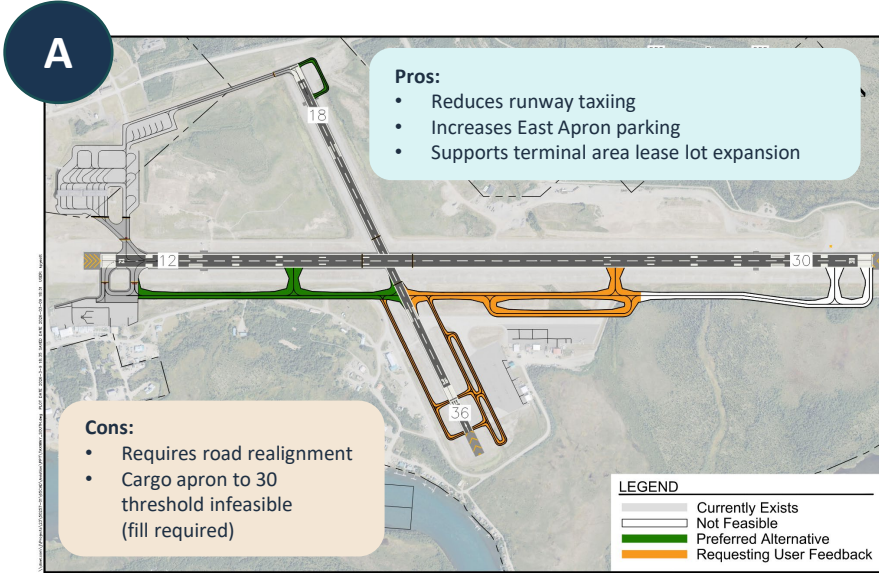 A
Pros:
• Reduces runway taxiing
• Increases East Apron parking
• Supports terminal area lease lot expansion
18
12
30
36
Cons:
• Requires road realignment
• Cargo apron to 30
threshold infeasible
(fill required)
LEGEND
Currently Exists
Not Feasible
Preferred Alternative
Requesting User Feedback